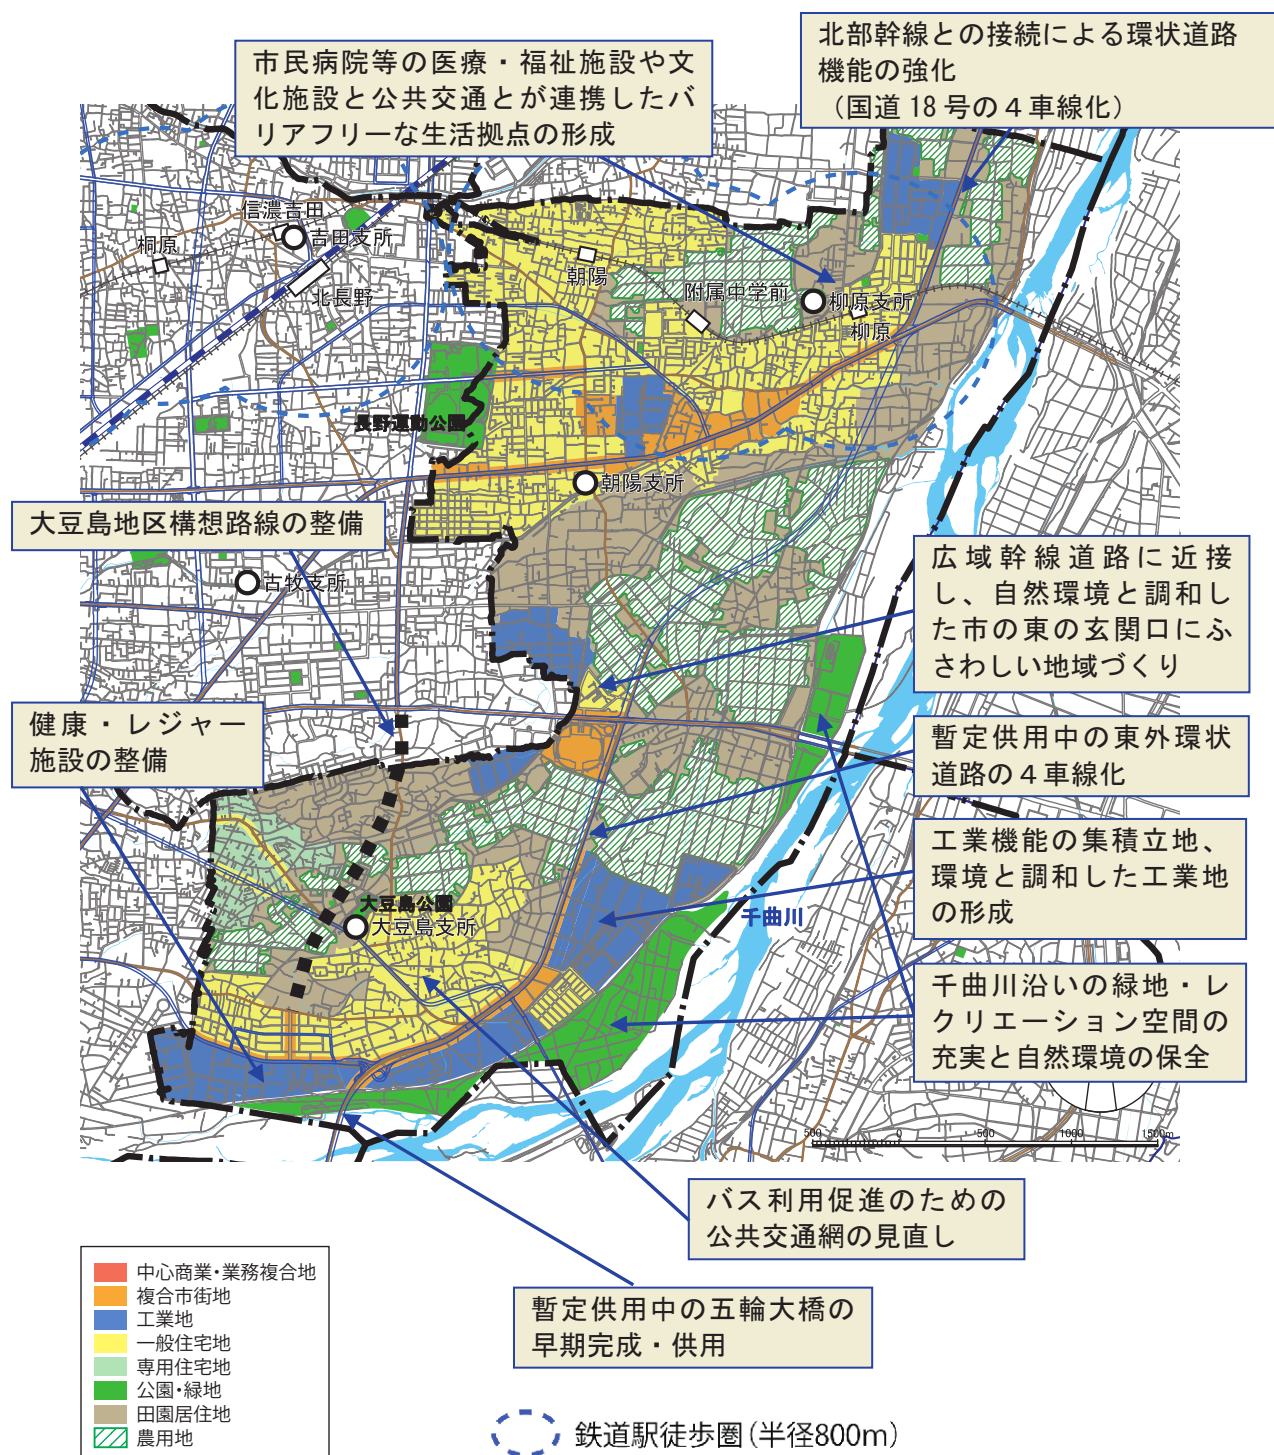 北部幹線との接続による環状道路
機能の強化
（国道 18 号の４車線化）
市民病院等の医療・福祉施設や文
化施設と公共交通とが連携したバ
リアフリーな生活拠点の形成
信濃吉田
吉田支所
桐原
北長野
朝陽
附属中学前
柳原支所
柳原
長野運動公園
朝陽支所
大豆島地区構想路線の整備
古牧支所
広域幹線道路に近接
し、自然環境と調和し
た市の東の玄関口にふ
さわしい地域づくり
健康・レジャー
施設の整備
暫定供用中の東外環状
道路の４車線化
工業機能の集積立地、
環境と調和した工業地
の形成
大豆島公園
大豆島支所
千曲川
千曲川沿いの緑地・レ
クリエーション空間の
充実と自然環境の保全
500 0 500 1000 1500m
バス利用促進のための
公共交通網の見直し
暫定供用中の五輪大橋の
早期完成・供用
中心商業・業務複合地
複合市街地
工業地
一般住宅地
専用住宅地
公園・緑地
田園居住地
農用地
鉄道駅徒歩圏（半径800m）